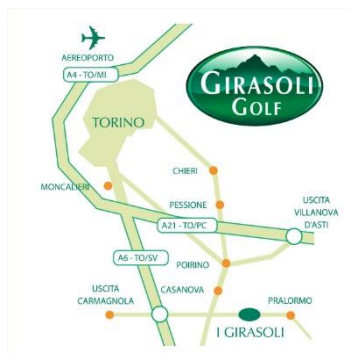 AEREOPORTO
A4 - TO/MI
GIRASOLI
GOLF
TORINO
CHIERI
MONCALIERI
PESSIONE
USCITA
VILLANOVA
D'ASTI
A21 - TO/PC
A6 - TO/SV
POIRINO
CASANOVA
USCITA
CARMAGNOLA
PRALORMO
I GIRASOLI